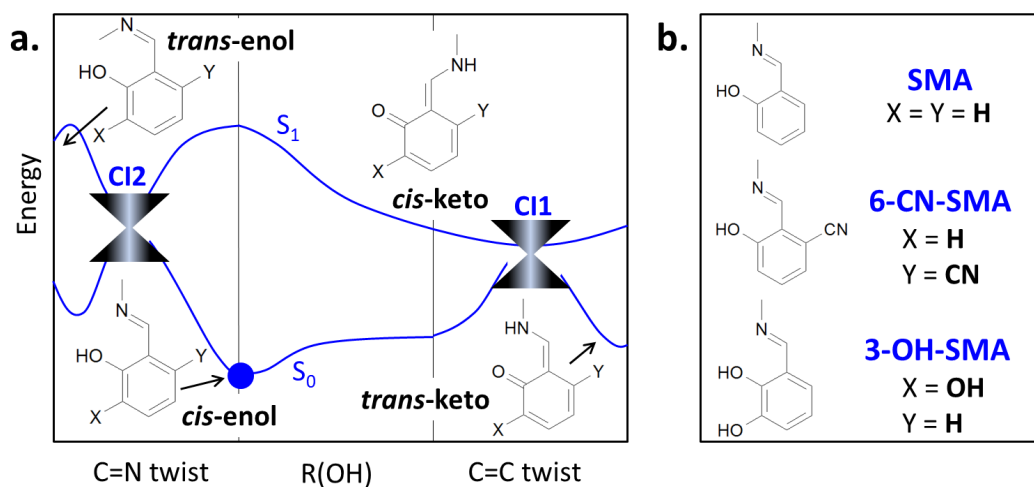 a.
trans-enol
N
HO
Y
X
S1
NH
O
Y
X
cis-keto
CI2
CI1
Energy
N
HO
Y
X
cis-enol
S0
HN
O
Y
X
trans-keto
C=N twist
R(OH)
C=C twist
b.
N
HO
SMA
X = Y = H
N
HO
CN
6-CN-SMA
X = H
Y = CN
N
HO
HO
3-OH-SMA
X = OH
Y = H